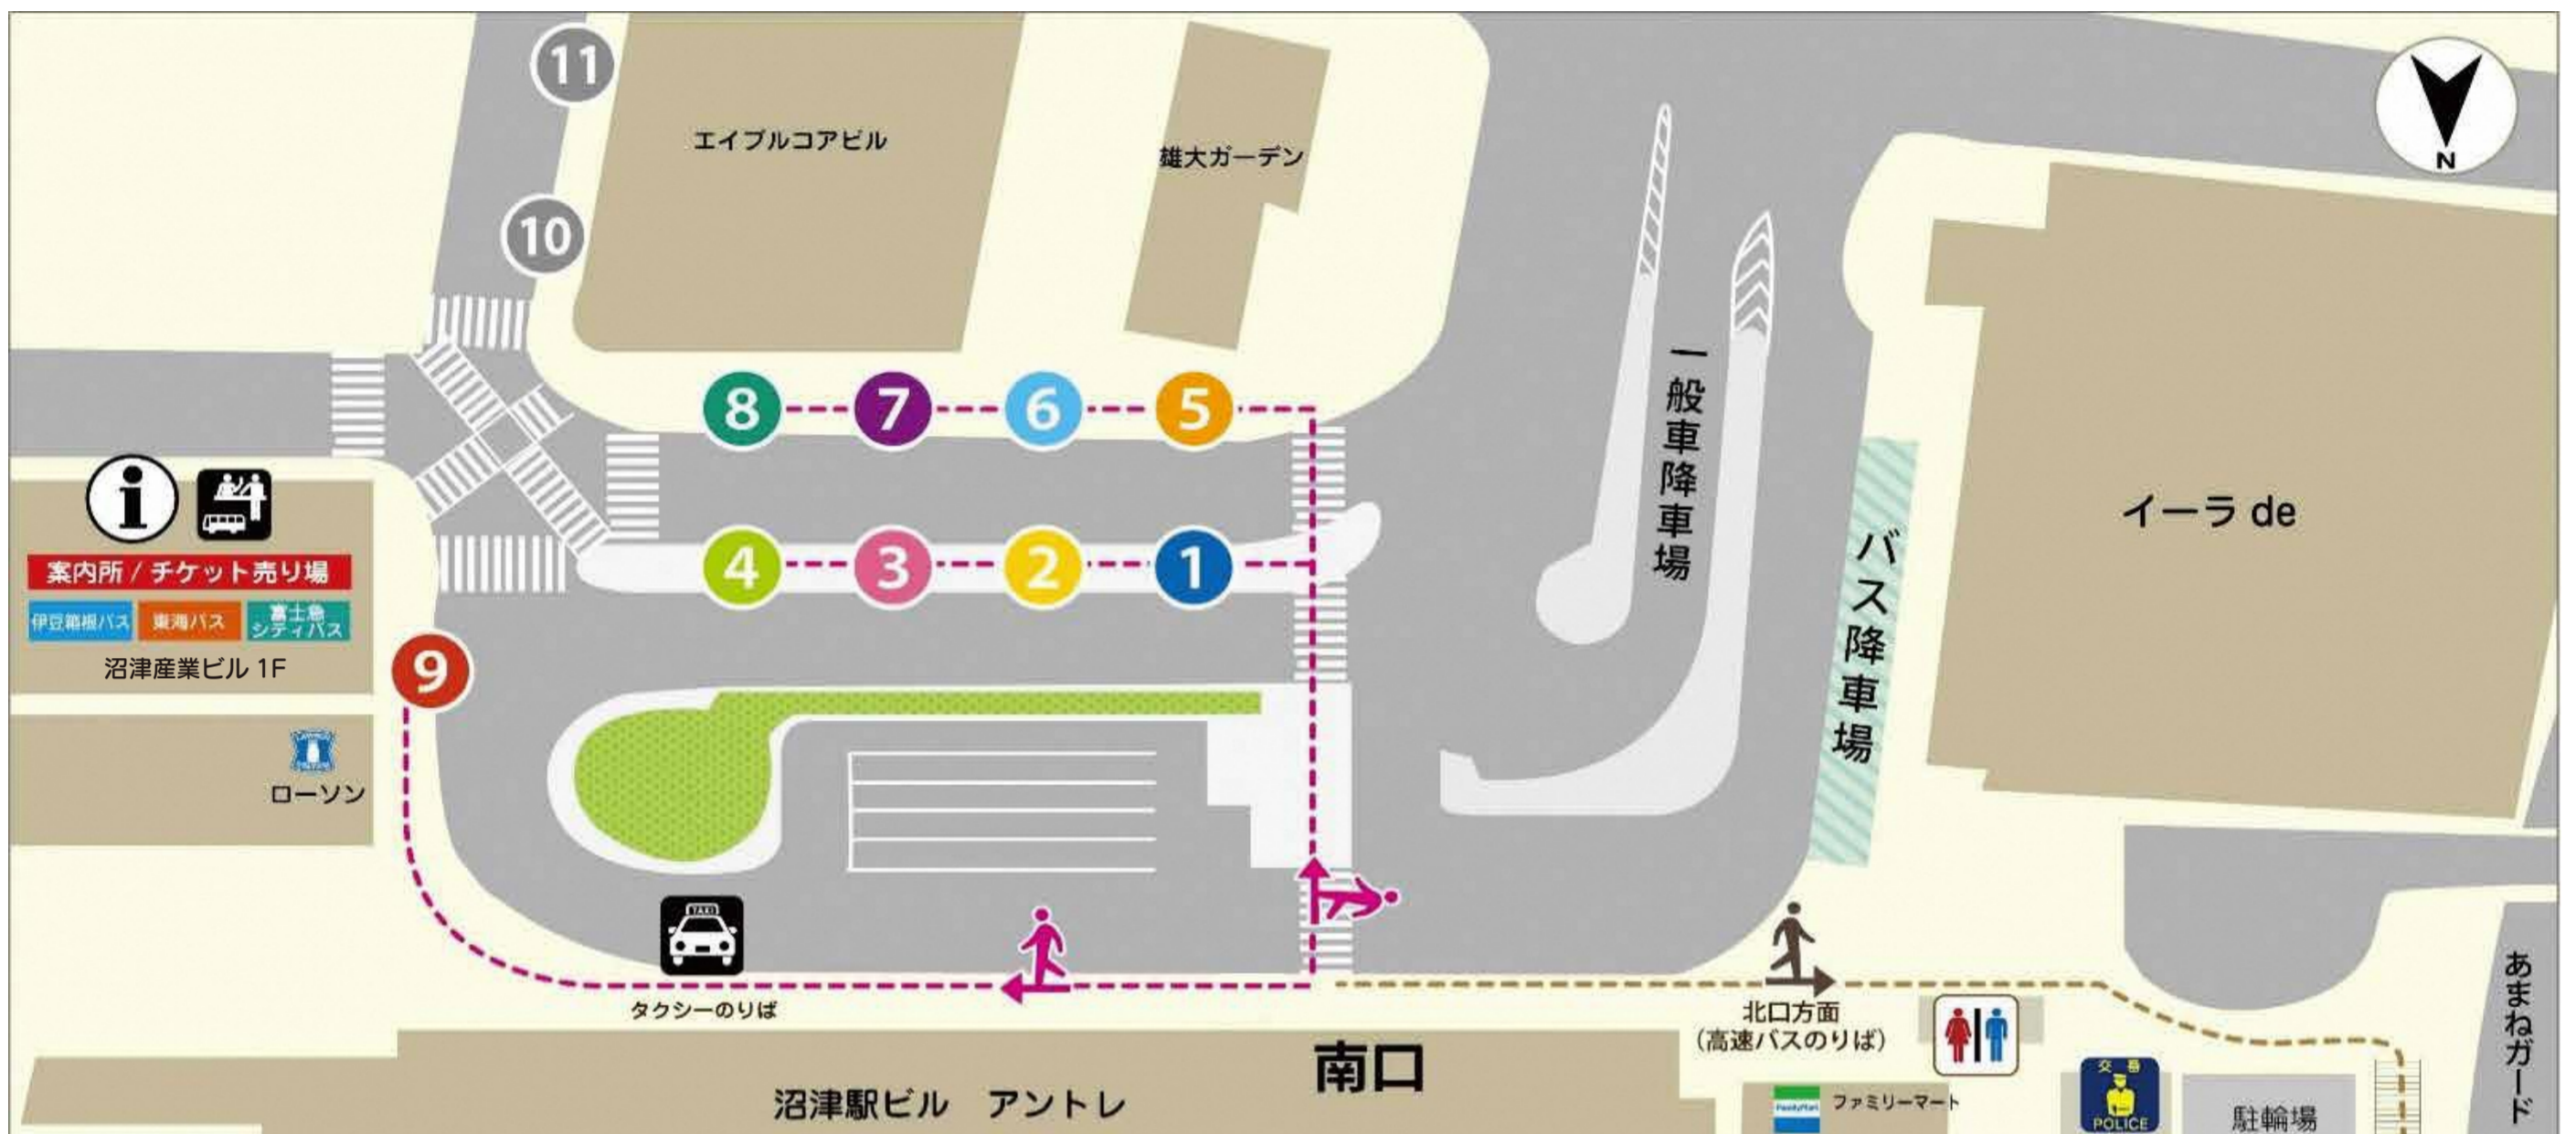 11
エイブルコアビル
雄大ガーデン
N
10
8
7
6
5
一般車降車場
4
3
2
1
イーラde
バス降車場
案内所 / チケット売り場
伊豆箱根バス
東海バス
富士急
シティバス
沼津産業ビル 1F
9
ローソン
TAXI
タクシーのりば
北口方面
（高速バスのりば）
あまねガード
南口
沼津駅ビル アントレ
FamilyMart
ファミリーマート
交番
POLICE
駐輪場